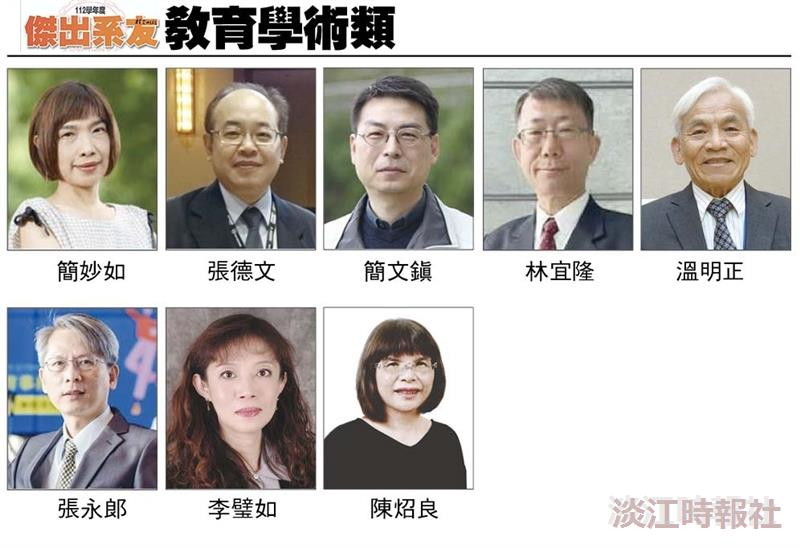 112學年度
傑出系友 教育學術類
簡妙如 張德文 簡文鎮 林宜隆 溫明正
張永郎 李璧如 陳炤良
淡江時報社